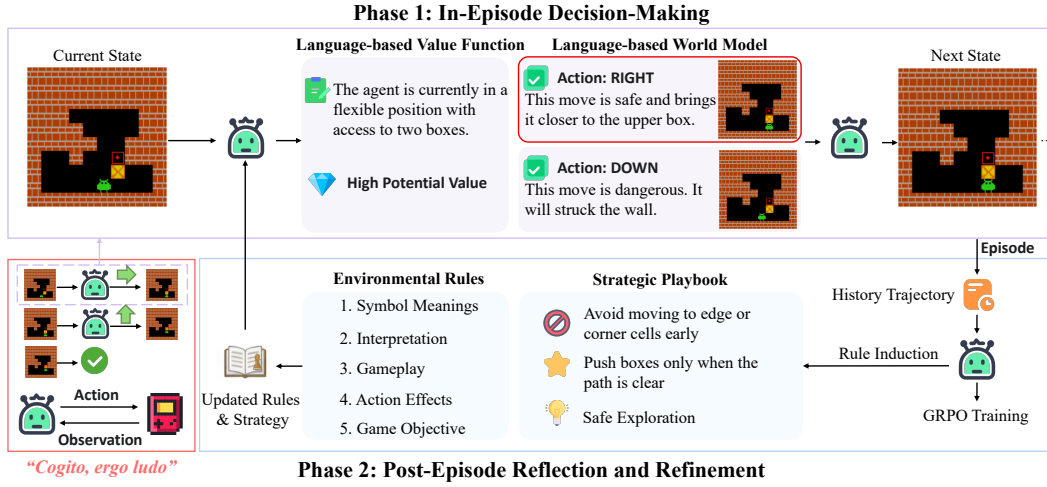 Phase 1: In-Episode Decision-Making
Current State
Language-based Value Function
The agent is currently in a
flexible position with
access to two boxes.
High Potential Value
Language-based World Model
Action: RIGHT
This move is safe and brings
it closer to the upper box.
Action: DOWN
This move is dangerous. It
will struck the wall.
Next State
Episode
History Trajectory
Rule Induction
GRPO Training
Strategic Playbook
Avoid moving to edge or
corner cells early
Push boxes only when the
path is clear
Safe Exploration
Environmental Rules
1. Symbol Meanings
2. Interpretation
3. Gameplay
4. Action Effects
5. Game Objective
Updated Rules
& Strategy
Action
Observation
“Cogito, ergo ludo”
Phase 2: Post-Episode Reflection and Refinement